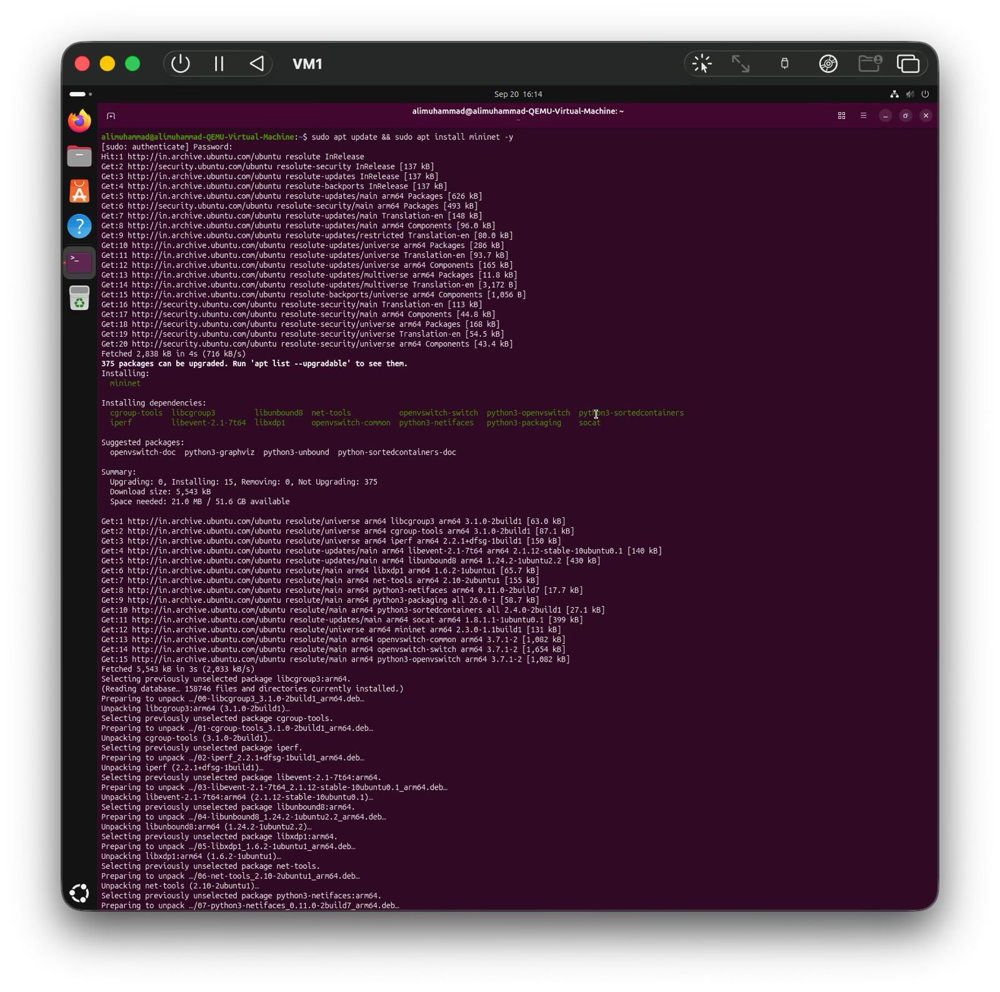 VM1
Sep 20 16:14
alimuhammad@alimuhammad-QEMU-Virtual-Machine: ~
~
alimuhammad@alimuhammad-QEMU-Virtual-Machine:~$ sudo apt update && sudo apt install mininet -y
[sudo: authenticate] Password:
Hit:1 http://in.archive.ubuntu.com/ubuntu resolute InRelease
Get:2 http://security.ubuntu.com/ubuntu resolute-security InRelease [137 kB]
Get:3 http://in.archive.ubuntu.com/ubuntu resolute-updates InRelease [137 kB]
Get:4 http://in.archive.ubuntu.com/ubuntu resolute-backports InRelease [137 kB]
Get:5 http://in.archive.ubuntu.com/ubuntu resolute-updates/main arm64 Packages [626 kB]
Get:6 http://security.ubuntu.com/ubuntu resolute-security/main arm64 Packages [493 kB]
Get:7 http://in.archive.ubuntu.com/ubuntu resolute-updates/main Translation-en [148 kB]
Get:8 http://in.archive.ubuntu.com/ubuntu resolute-updates/main arm64 Components [96.0 kB]
Get:9 http://in.archive.ubuntu.com/ubuntu resolute-updates/restricted Translation-en [80.0 kB]
Get:10 http://in.archive.ubuntu.com/ubuntu resolute-updates/universe arm64 Packages [286 kB]
Get:11 http://in.archive.ubuntu.com/ubuntu resolute-updates/universe Translation-en [93.7 kB]
Get:12 http://in.archive.ubuntu.com/ubuntu resolute-updates/universe arm64 Components [165 kB]
Get:13 http://in.archive.ubuntu.com/ubuntu resolute-updates/multiverse arm64 Packages [11.8 kB]
Get:14 http://in.archive.ubuntu.com/ubuntu resolute-updates/multiverse Translation-en [3,172 B]
Get:15 http://in.archive.ubuntu.com/ubuntu resolute-backports/universe arm64 Components [1,056 B]
Get:16 http://security.ubuntu.com/ubuntu resolute-security/main Translation-en [113 kB]
Get:17 http://security.ubuntu.com/ubuntu resolute-security/main arm64 Components [44.8 kB]
Get:18 http://security.ubuntu.com/ubuntu resolute-security/universe arm64 Packages [168 kB]
Get:19 http://security.ubuntu.com/ubuntu resolute-security/universe Translation-en [54.5 kB]
Get:20 http://security.ubuntu.com/ubuntu resolute-security/universe arm64 Components [43.4 kB]
Fetched 2,838 kB in 4s (716 kB/s)
375 packages can be upgraded. Run 'apt list --upgradable' to see them.
Installing:
  mininet

Installing dependencies:
  cgroup-tools  libcgroup3         libunbound8  net-tools           openvswitch-switch  python3-openvswitch  python3-sortedcontainers
  iperf         libevent-2.1-7t64  libxdp1      openvswitch-common  python3-netifaces   python3-packaging    socat

Suggested packages:
  openvswitch-doc  python3-graphviz  python3-unbound  python-sortedcontainers-doc

Summary:
  Upgrading: 0, Installing: 15, Removing: 0, Not Upgrading: 375
  Download size: 5,543 kB
  Space needed: 21.0 MB / 51.6 GB available

Get:1 http://in.archive.ubuntu.com/ubuntu resolute/universe arm64 libcgroup3 arm64 3.1.0-2build1 [63.0 kB]
Get:2 http://in.archive.ubuntu.com/ubuntu resolute/universe arm64 cgroup-tools arm64 3.1.0-2build1 [87.1 kB]
Get:3 http://in.archive.ubuntu.com/ubuntu resolute/universe arm64 iperf arm64 2.2.1+dfsg-1build1 [150 kB]
Get:4 http://in.archive.ubuntu.com/ubuntu resolute-updates/main arm64 libevent-2.1-7t64 arm64 2.1.12-stable-10ubuntu0.1 [140 kB]
Get:5 http://in.archive.ubuntu.com/ubuntu resolute-updates/main arm64 libunbound8 arm64 1.24.2-1ubuntu2.2 [430 kB]
Get:6 http://in.archive.ubuntu.com/ubuntu resolute/main arm64 libxdp1 arm64 1.6.2-1ubuntu1 [65.7 kB]
Get:7 http://in.archive.ubuntu.com/ubuntu resolute/main arm64 net-tools arm64 2.10-2ubuntu1 [155 kB]
Get:8 http://in.archive.ubuntu.com/ubuntu resolute/main arm64 python3-netifaces arm64 0.11.0-2build7 [17.7 kB]
Get:9 http://in.archive.ubuntu.com/ubuntu resolute/main arm64 python3-packaging all 26.0-1 [58.7 kB]
Get:10 http://in.archive.ubuntu.com/ubuntu resolute/main arm64 python3-sortedcontainers all 2.4.0-2build1 [27.1 kB]
Get:11 http://in.archive.ubuntu.com/ubuntu resolute-updates/main arm64 socat arm64 1.8.1.1-1ubuntu0.1 [399 kB]
Get:12 http://in.archive.ubuntu.com/ubuntu resolute/universe arm64 mininet arm64 2.3.0-1.1build1 [131 kB]
Get:13 http://in.archive.ubuntu.com/ubuntu resolute/main arm64 openvswitch-common arm64 3.7.1-2 [1,082 kB]
Get:14 http://in.archive.ubuntu.com/ubuntu resolute/main arm64 openvswitch-switch arm64 3.7.1-2 [1,654 kB]
Get:15 http://in.archive.ubuntu.com/ubuntu resolute/main arm64 python3-openvswitch arm64 3.7.1-2 [1,082 kB]
Fetched 5,543 kB in 3s (2,033 kB/s)
Selecting previously unselected package libcgroup3:arm64.
(Reading database… 158746 files and directories currently installed.)
Preparing to unpack …/00-libcgroup3_3.1.0-2build1_arm64.deb…
Unpacking libcgroup3:arm64 (3.1.0-2build1)…
Selecting previously unselected package cgroup-tools.
Preparing to unpack …/01-cgroup-tools_3.1.0-2build1_arm64.deb…
Unpacking cgroup-tools (3.1.0-2build1)…
Selecting previously unselected package iperf.
Preparing to unpack …/02-iperf_2.2.1+dfsg-1build1_arm64.deb…
Unpacking iperf (2.2.1+dfsg-1build1)…
Selecting previously unselected package libevent-2.1-7t64:arm64.
Preparing to unpack …/03-libevent-2.1-7t64_2.1.12-stable-10ubuntu0.1_arm64.deb…
Unpacking libevent-2.1-7t64:arm64 (2.1.12-stable-10ubuntu0.1)…
Selecting previously unselected package libunbound8:arm64.
Preparing to unpack …/04-libunbound8_1.24.2-1ubuntu2.2_arm64.deb…
Unpacking libunbound8:arm64 (1.24.2-1ubuntu2.2)…
Selecting previously unselected package libxdp1:arm64.
Preparing to unpack …/05-libxdp1_1.6.2-1ubuntu1_arm64.deb…
Unpacking libxdp1:arm64 (1.6.2-1ubuntu1)…
Selecting previously unselected package net-tools.
Preparing to unpack …/06-net-tools_2.10-2ubuntu1_arm64.deb…
Unpacking net-tools (2.10-2ubuntu1)…
Selecting previously unselected package python3-netifaces:arm64.
Preparing to unpack …/07-python3-netifaces_0.11.0-2build7_arm64.deb…